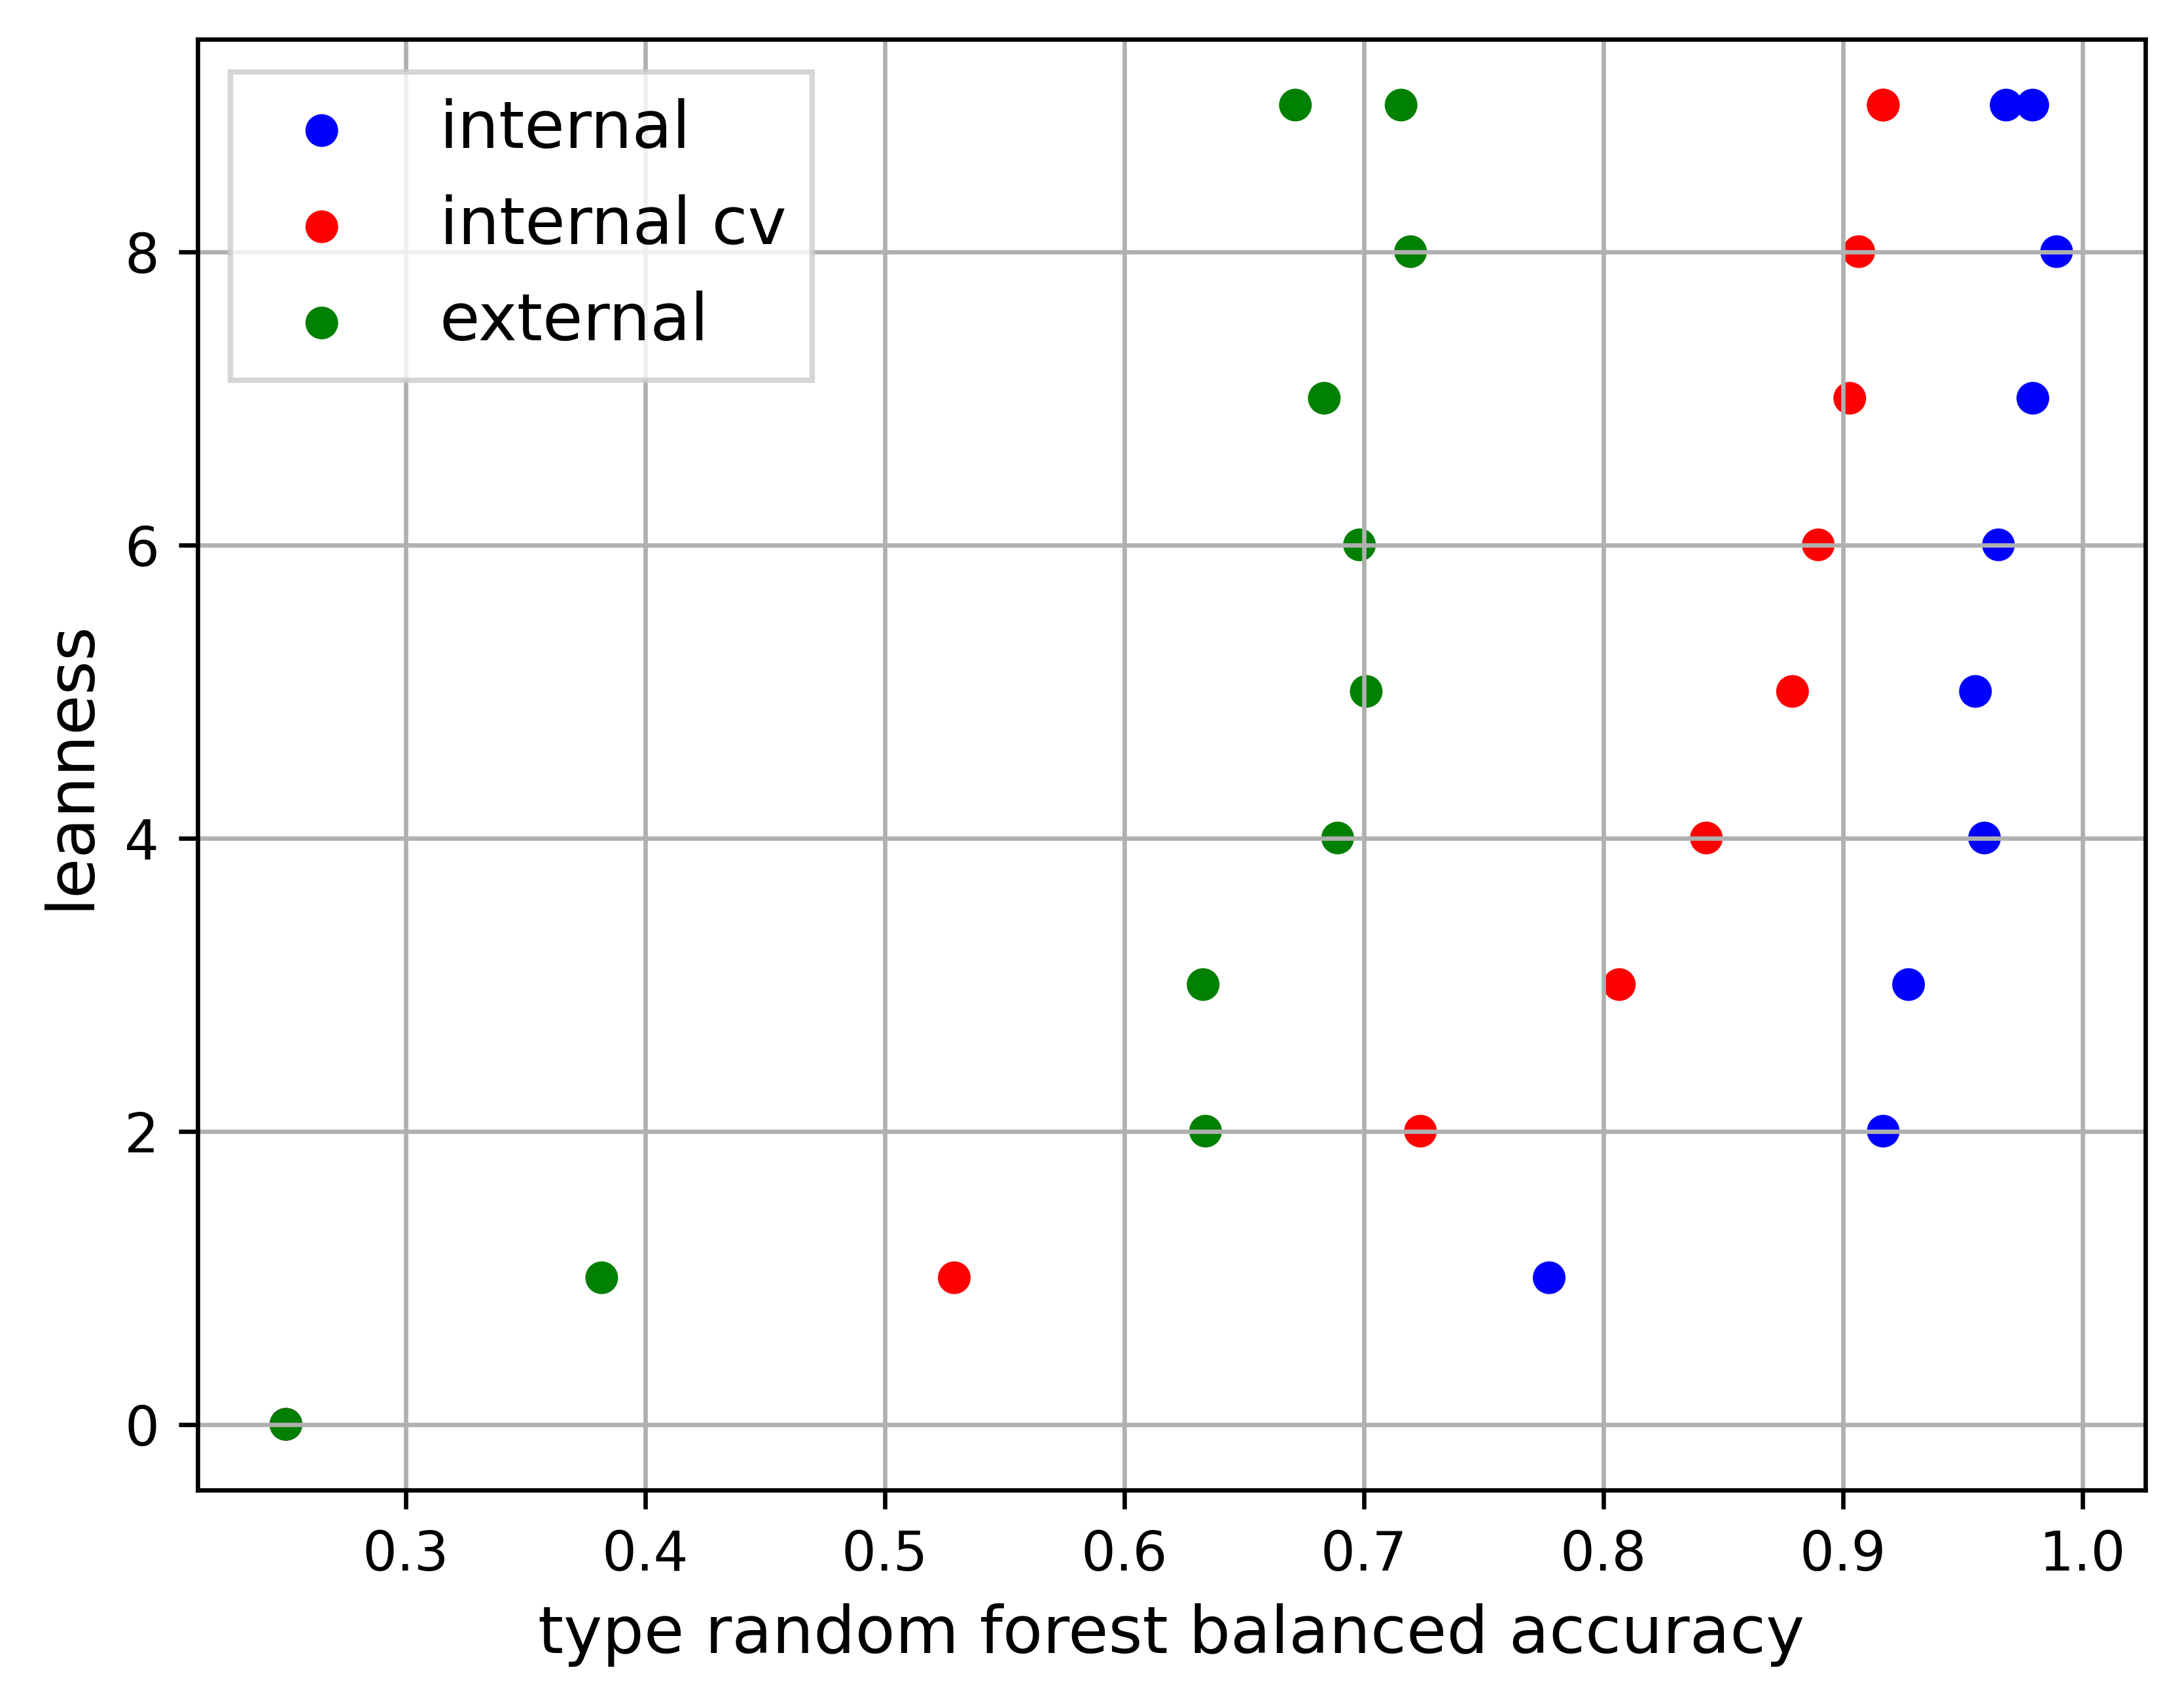 internal
internal cv
external
8
6
4
2
0
leanness
0.3 0.4 0.5 0.6 0.7 0.8 0.9 1.0
type random forest balanced accuracy